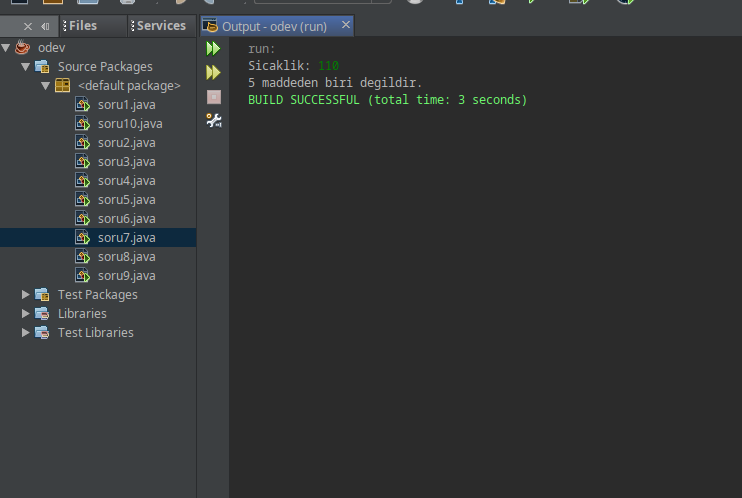 Files
Services
Output - odev (run)
odev
Source Packages
<default package>
soru1.java
soru10.java
soru2.java
soru3.java
soru4.java
soru5.java
soru6.java
soru7.java
soru8.java
soru9.java
Test Packages
Libraries
Test Libraries
run:
Sicaklik: 110
5 maddeden biri degildir.
BUILD SUCCESSFUL (total time: 3 seconds)